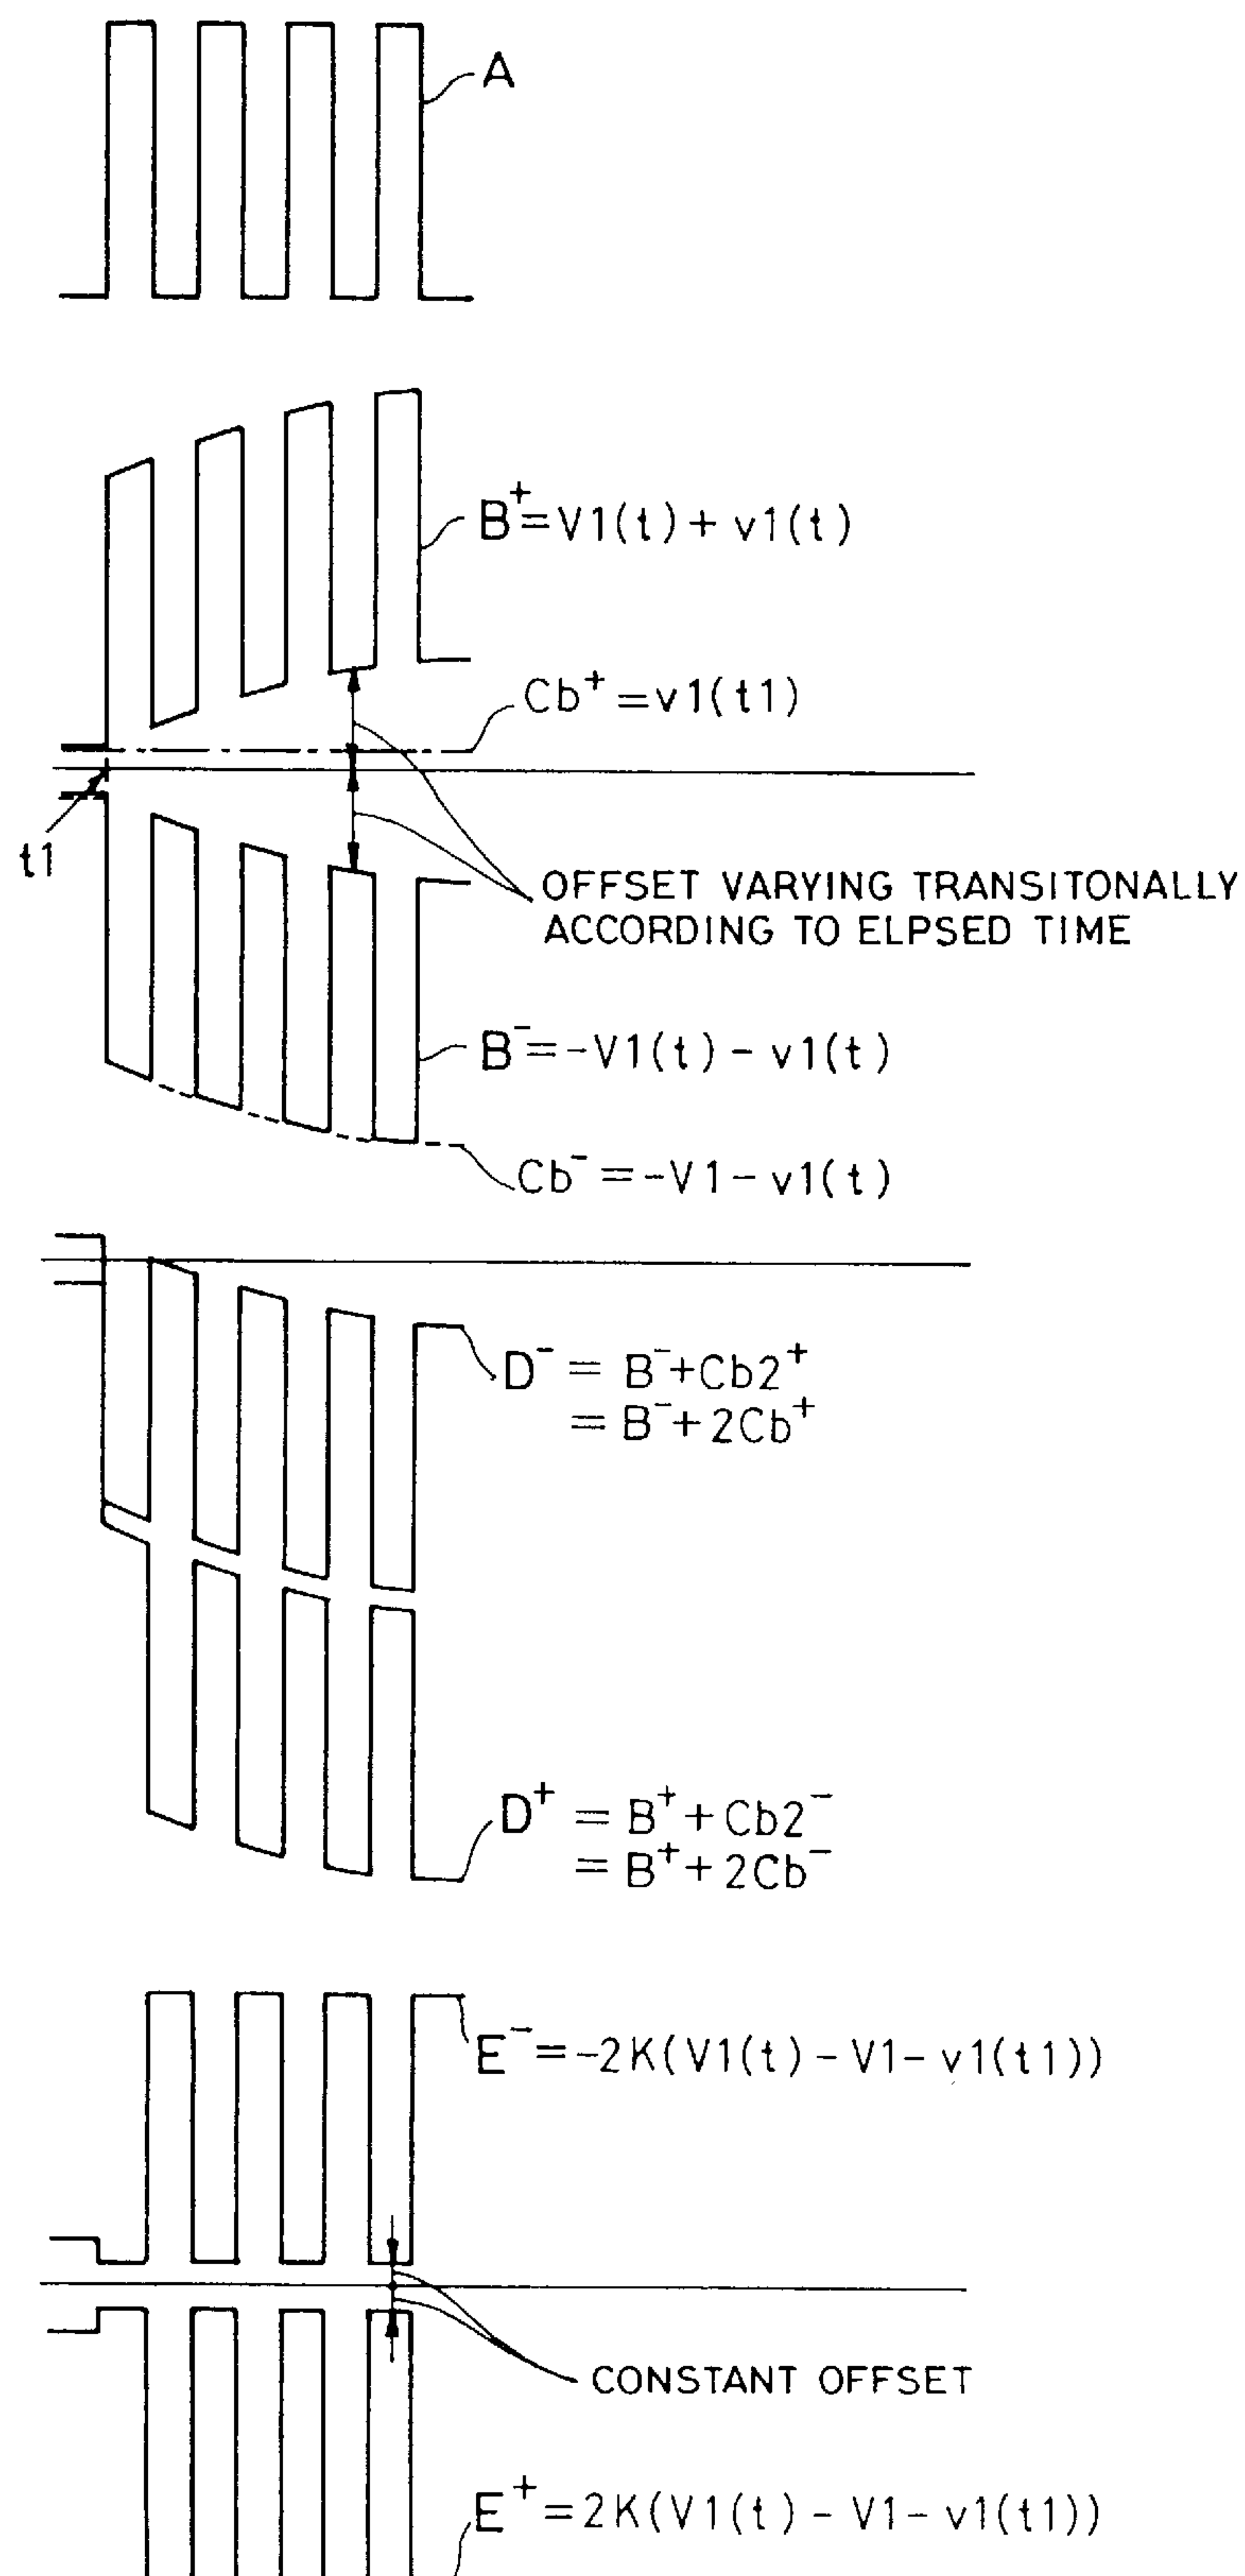 A
B⁺=V1(t)+v1(t)
Cb⁺=v1(t1)
t1
OFFSET VARYING TRANSITONALLY
ACCORDING TO ELPSED TIME
B⁻=-V1(t)-v1(t)
Cb⁻=-V1-v1(t)
D⁻ = B⁻+Cb2⁺
= B⁻+2Cb⁺
D⁺ = B⁺+Cb2⁻
= B⁺+2Cb⁻
E⁻=-2K(V1(t)-V1-v1(t1))
CONSTANT OFFSET
E⁺=2K(V1(t)-V1-v1(t1))